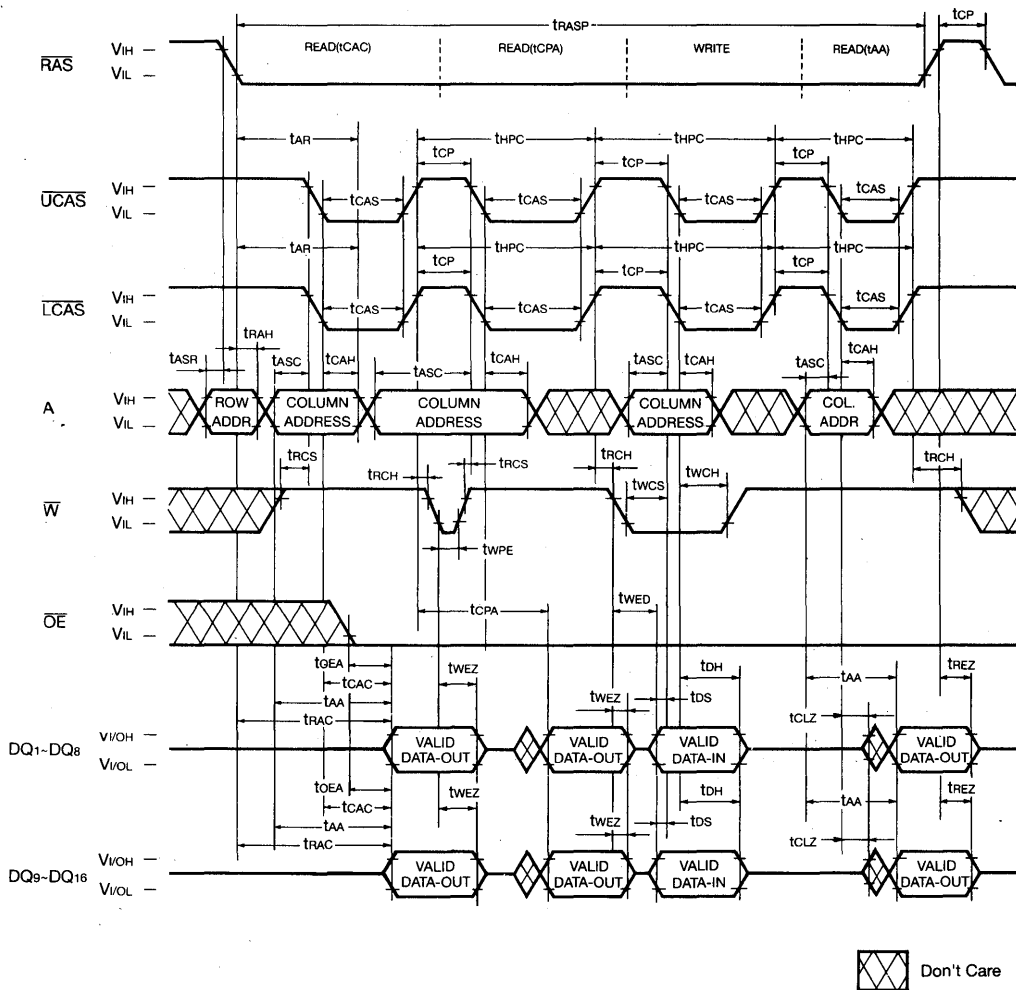 tRASP
tCP
READ(tCAC) READ(tCPA) WRITE READ(tAA)
RAS VIH
VIL
tAR tHPC tHPC tHPC
tCP tCP tCP
UCAS VIH
VIL
tCAS tCAS tCAS tCAS
tAR tHPC tHPC tHPC
tCP tCP tCP
LCAS VIH
VIL
tCAS tCAS tCAS tCAS
tASR tRAH tASC tCAH tASC tCAH tASC tCAH tASC tCAH
A VIH
VIL
ROW ADDR
COLUMN ADDRESS
COLUMN ADDRESS
COLUMN ADDRESS
COL. ADDR
tRCS tRCH tRCS tRCH tWCS tWCH tRCH
W VIH
VIL
tWPE
OE VIH
VIL
tCPA tWED
tOEA tWEZ tDH tREZ
tCAC tAA
tAA tWEZ tDS tCLZ
tRAC
DQ1~DQ8 VI/OH
VI/OL
VALID DATA-OUT
VALID DATA-OUT
VALID DATA-IN
VALID DATA-OUT
tOEA tWEZ tDH tREZ
tCAC tAA
tAA tWEZ tDS tCLZ
tRAC
DQ9~DQ16 VI/OH
VI/OL
VALID DATA-OUT
VALID DATA-OUT
VALID DATA-IN
VALID DATA-OUT
Don't Care